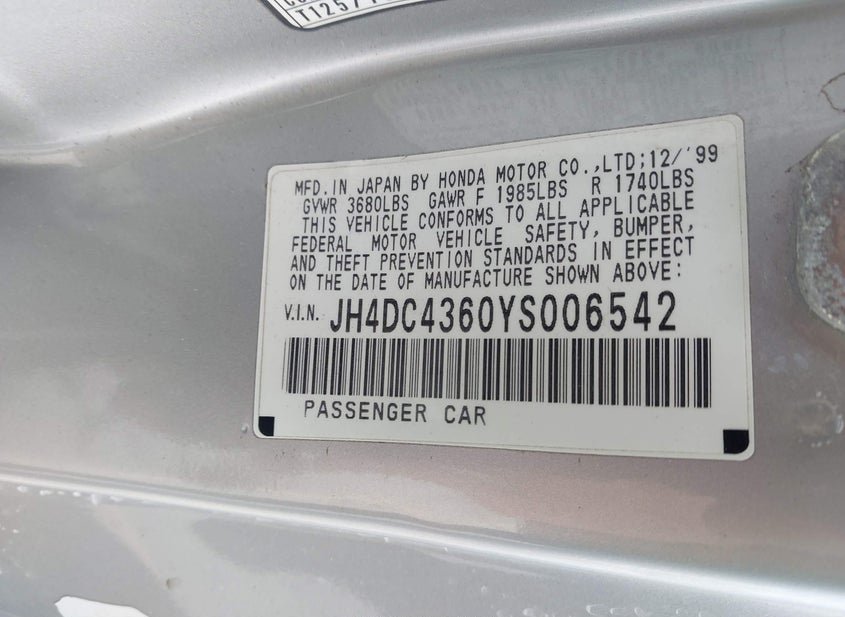 T1257
MFD.IN JAPAN BY HONDA MOTOR CO.,LTD;12/'99
GVWR 3680LBS GAWR F 1985LBS R 1740LBS
THIS VEHICLE CONFORMS TO ALL APPLICABLE
FEDERAL MOTOR VEHICLE SAFETY, BUMPER,
AND THEFT PREVENTION STANDARDS IN EFFECT
ON THE DATE OF MANUFACTURE SHOWN ABOVE:
V.I.N. JH4DC4360YS006542
PASSENGER CAR